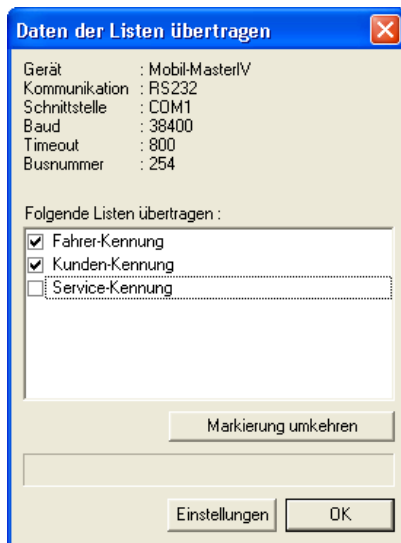 Daten der Listen übertragen
Gerät : Mobil-MasterIV
Kommunikation : RS232
Schnittstelle : COM1
Baud : 38400
Timeout : 800
Busnummer : 254
Folgende Listen übertragen :
Fahrer-Kennung
Kunden-Kennung
Service-Kennung
Markierung umkehren
Einstellungen OK